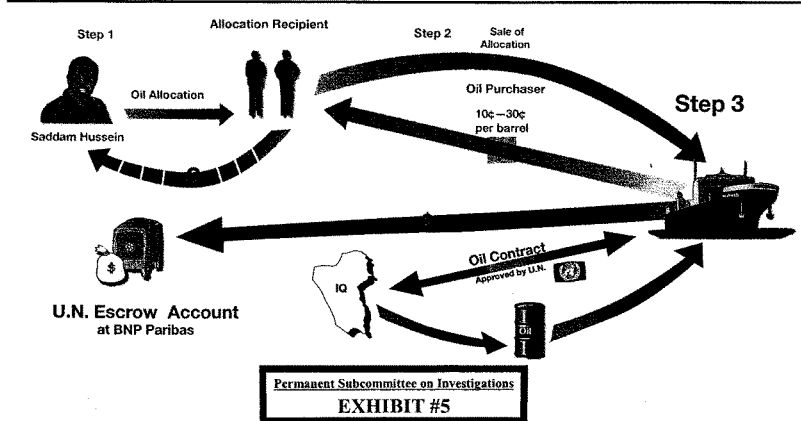 Step 1
Allocation Recipient
Step 2
Sale of
Allocation
Oil Allocation
Saddam Hussein
Oil Purchaser
10¢—30¢
per barrel
Step 3
$
U.N. Escrow Account
at BNP Paribas
IQ
Oil Contract
Approved by U.N.
Oil
Permanent Subcommittee on Investigations
EXHIBIT #5